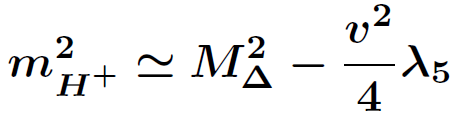 $m_{H^+}^2 \simeq M_\Delta^2 - \frac{v^2}{4} \lambda_5$